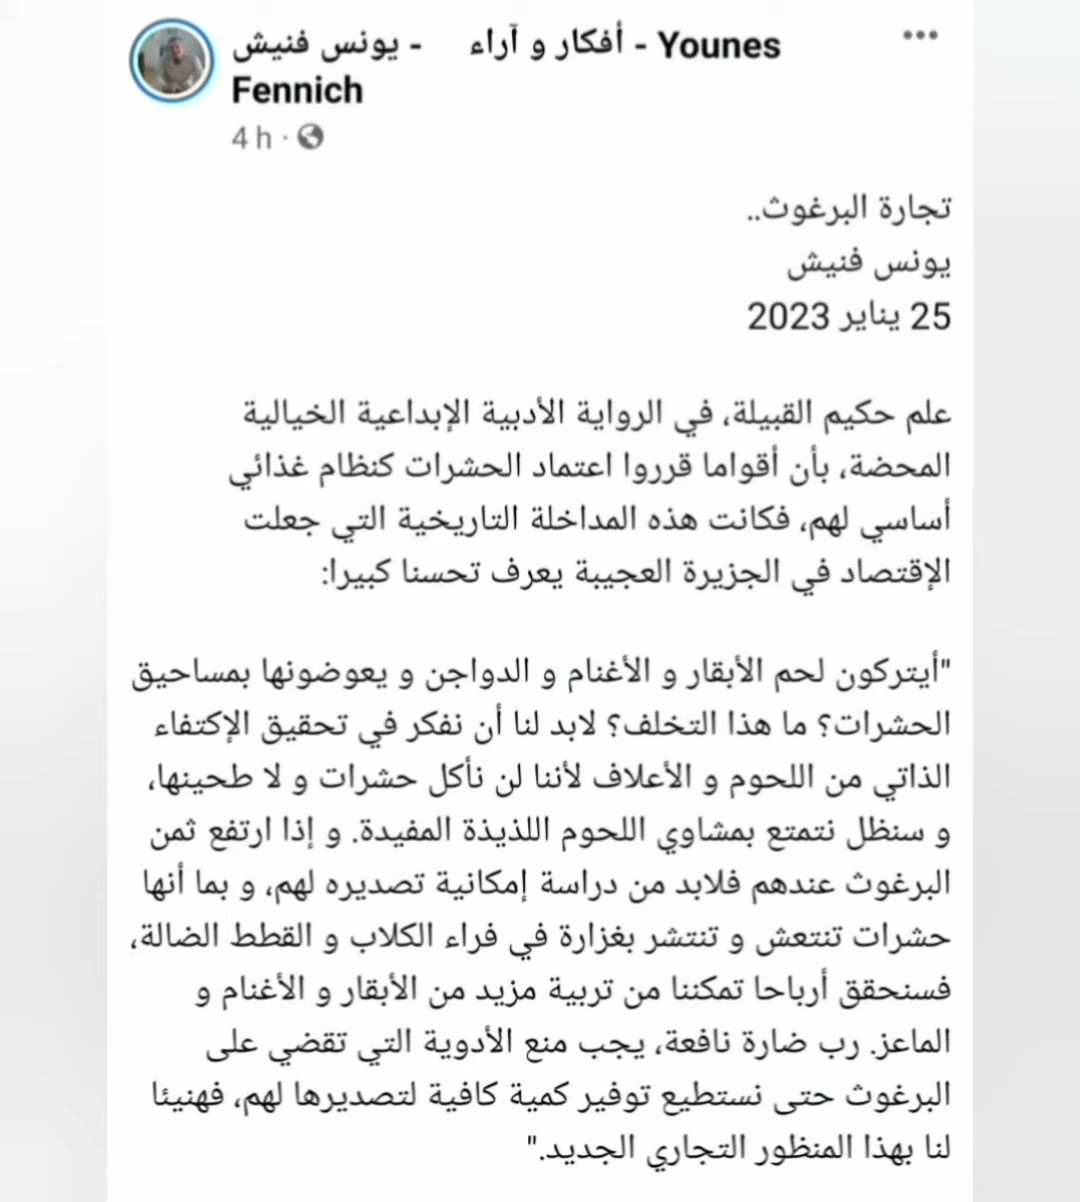 - يونس فنيش - أفكار و آراء - Younes
Fennich
4 h ·
تجارة البرغوث..
يونس فنيش
25 يناير 2023
علم حكيم القبيلة، في الرواية الأدبية الإبداعية الخيالية
المحضة، بأن أقواما قرروا اعتماد الحشرات كنظام غذائي
أساسي لهم، فكانت هذه المداخلة التاريخية التي جعلت
الإقتصاد في الجزيرة العجيبة يعرف تحسنا كبيرا:
"أيتركون لحم الأبقار و الأغنام و الدواجن و يعوضونها بمساحيق
الحشرات؟ ما هذا التخلف؟ لابد لنا أن نفكر في تحقيق الإكتفاء
الذاتي من اللحوم و الأعلاف لأننا لن نأكل حشرات و لا طحينها،
و سنظل نتمتع بمشاوي اللحوم اللذيذة المفيدة. و إذا ارتفع ثمن
البرغوث عندهم فلابد من دراسة إمكانية تصديره لهم، و بما أنها
حشرات تنتعش و تنتشر بغزارة في فراء الكلاب و القطط الضالة،
فسنحقق أرباحا تمكننا من تربية مزيد من الأبقار و الأغنام و
الماعز. رب ضارة نافعة، يجب منع الأدوية التي تقضي على
البرغوث حتى نستطيع توفير كمية كافية لتصديرها لهم، فهنيئا
لنا بهذا المنظور التجاري الجديد."